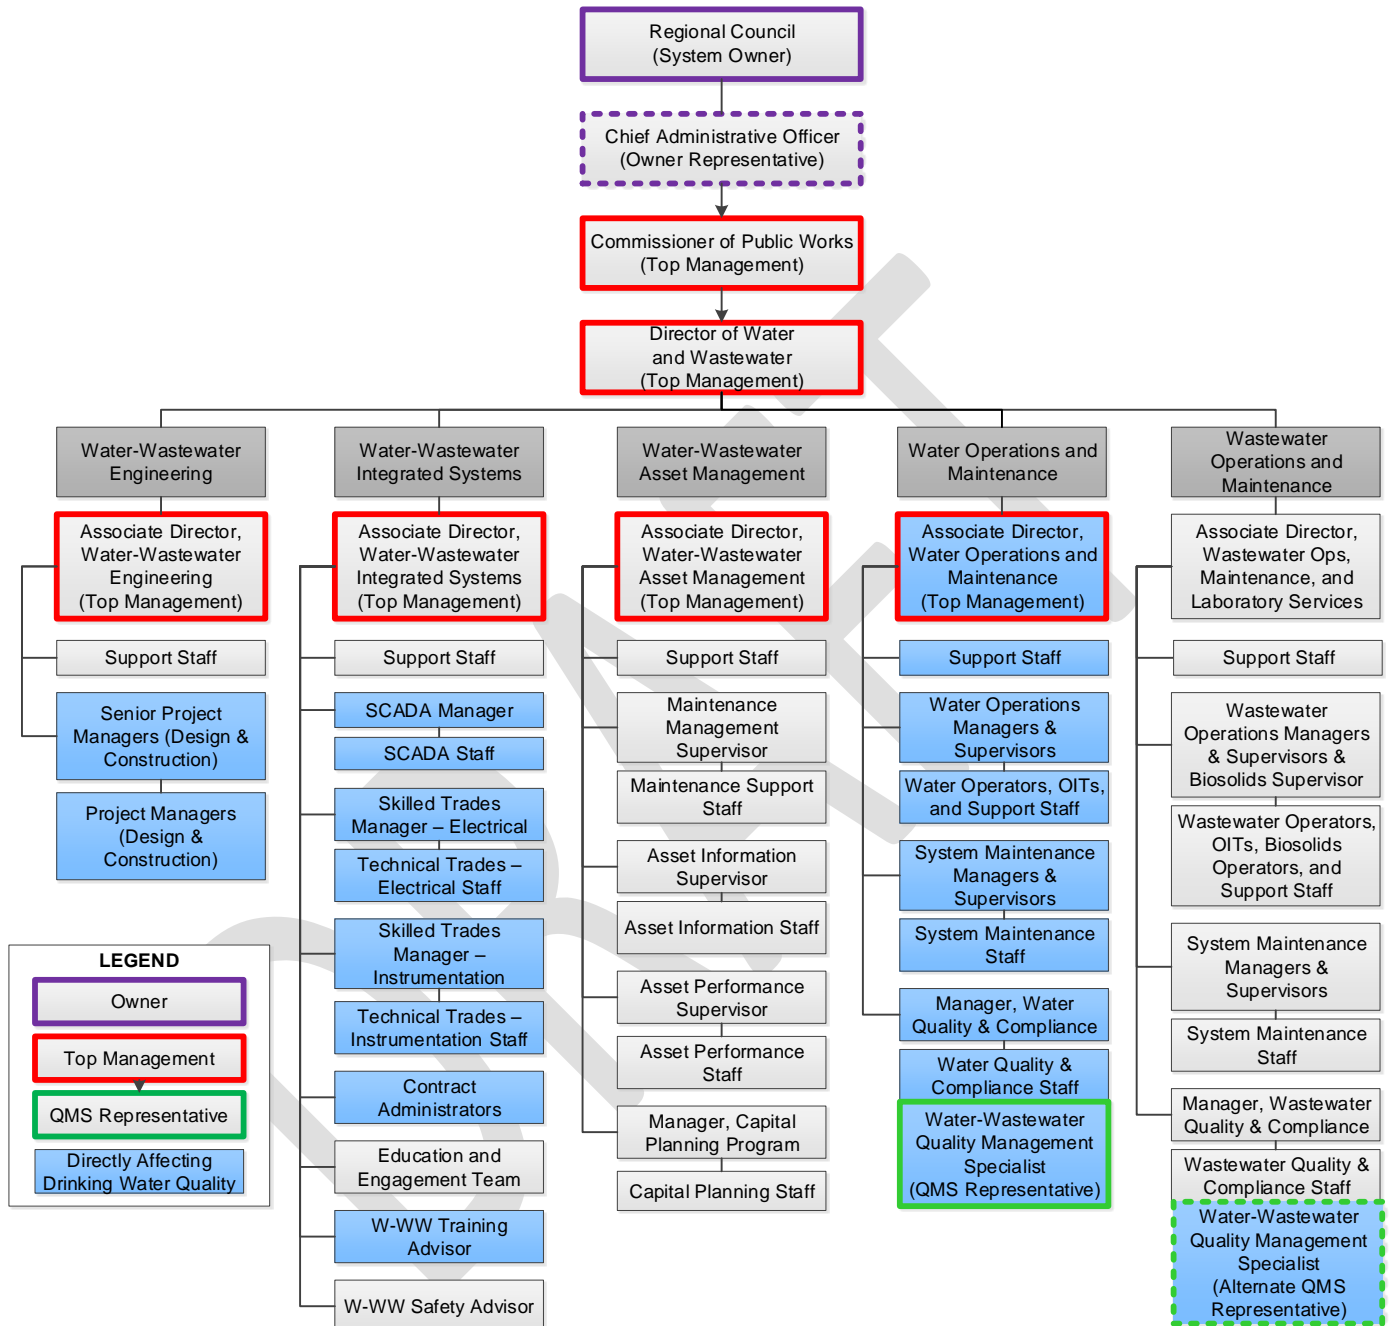 Regional Council
(System Owner)
Chief Administrative Officer
(Owner Representative)
Commissioner of Public Works
(Top Management)
Director of Water
and Wastewater
(Top Management)
Water-Wastewater
Engineering
Associate Director,
Water-Wastewater
Engineering
(Top Management)
Support Staff
Senior Project
Managers (Design &
Construction)
Project Managers
(Design &
Construction)
Water-Wastewater
Integrated Systems
Associate Director,
Water-Wastewater
Integrated Systems
(Top Management)
Support Staff
SCADA Manager
SCADA Staff
Skilled Trades
Manager – Electrical
Technical Trades –
Electrical Staff
Skilled Trades
Manager –
Instrumentation
Technical Trades –
Instrumentation Staff
Contract
Administrators
Education and
Engagement Team
W-WW Training
Advisor
W-WW Safety Advisor
Water-Wastewater
Asset Management
Associate Director,
Water-Wastewater
Asset Management
(Top Management)
Support Staff
Maintenance
Management
Supervisor
Maintenance Support
Staff
Asset Information
Supervisor
Asset Information Staff
Asset Performance
Supervisor
Asset Performance
Staff
Manager, Capital
Planning Program
Capital Planning Staff
Water Operations and
Maintenance
Associate Director,
Water Operations and
Maintenance
(Top Management)
Support Staff
Water Operations
Managers
& Supervisors
Water Operators, OITs,
and Support Staff
System Maintenance
Managers &
Supervisors
System Maintenance
Staff
Manager, Water
Quality & Compliance
Water Quality &
Compliance Staff
Water-Wastewater
Quality Management
Specialist
(QMS Representative)
Wastewater
Operations and
Maintenance
Associate Director,
Wastewater Ops,
Maintenance, and
Laboratory Services
Support Staff
Wastewater
Operations Managers
& Supervisors &
Biosolids Supervisor
Wastewater Operators,
OITs, Biosolids
Operators, and
Support Staff
System Maintenance
Managers &
Supervisors
System Maintenance
Staff
Manager, Wastewater
Quality & Compliance
Wastewater Quality &
Compliance Staff
Water-Wastewater
Quality Management
Specialist
(Alternate QMS
Representative)
LEGEND
Owner
Top Management
QMS Representative
Directly Affecting
Drinking Water Quality
DRAFT